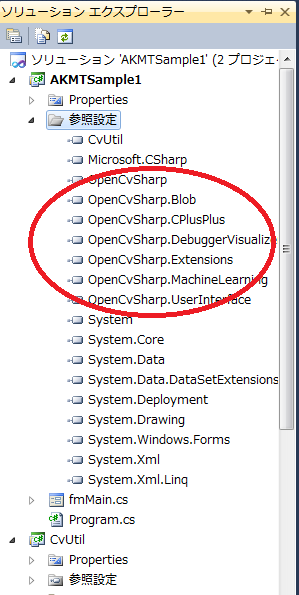 ソリューション エクスプローラー
ソリューション 'AKMTSample1' (2 プロジェ
AKMTSample1
Properties
参照設定
CvUtil
Microsoft.CSharp
OpenCvSharp
OpenCvSharp.Blob
OpenCvSharp.CPlusPlus
OpenCvSharp.DebuggerVisualize
OpenCvSharp.Extensions
OpenCvSharp.MachineLearning
OpenCvSharp.UserInterface
System
System.Core
System.Data
System.Data.DataSetExtensions
System.Deployment
System.Drawing
System.Windows.Forms
System.Xml
System.Xml.Linq
fmMain.cs
Program.cs
CvUtil
Properties
参照設定